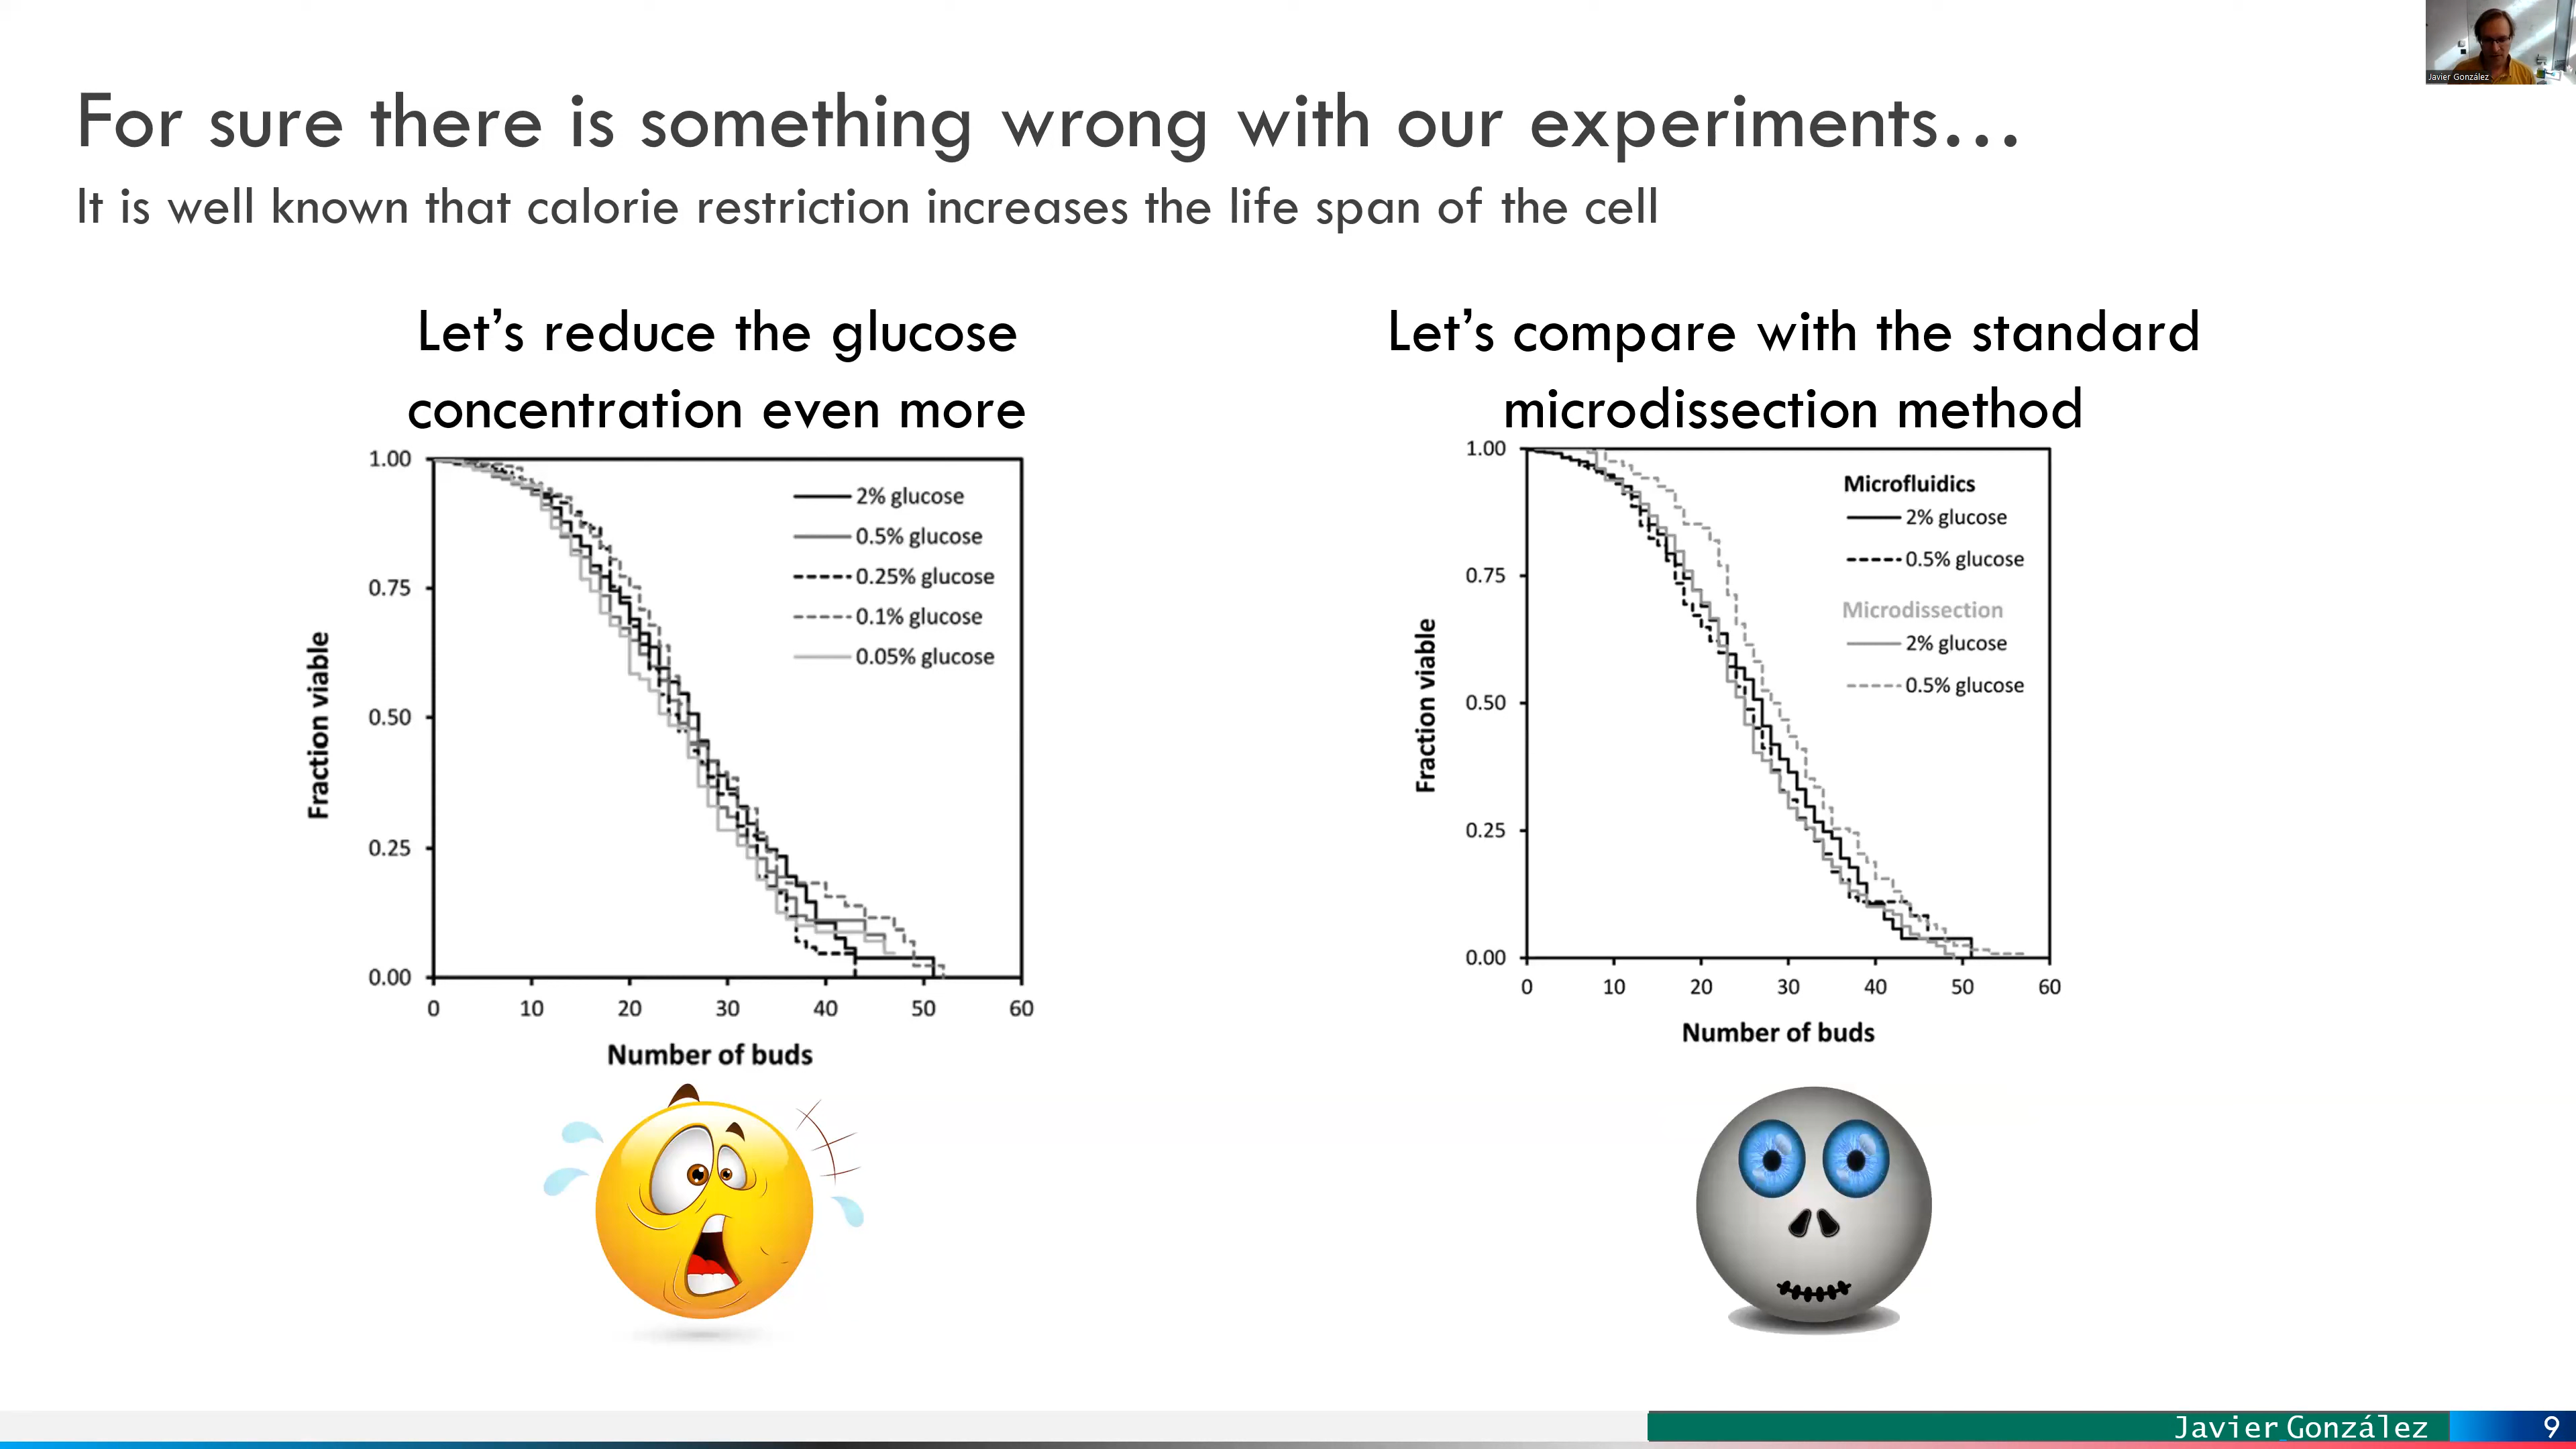 Javier González
For sure there is something wrong with our experiments...
It is well known that calorie restriction increases the life span of the cell
Let's reduce the glucose
concentration even more
1.00
0.75
0.50
0.25
0.00
Fraction viable
2% glucose
0.5% glucose
0.25% glucose
0.1% glucose
0.05% glucose
0
10
20
30
40
50
60
Number of buds
Let's compare with the standard
microdissection method
1.00
0.75
0.50
0.25
0.00
Fraction viable
Microfluidics
2% glucose
0.5% glucose
Microdissection
2% glucose
0.5% glucose
0
10
20
30
40
50
60
Number of buds
Javier González
9